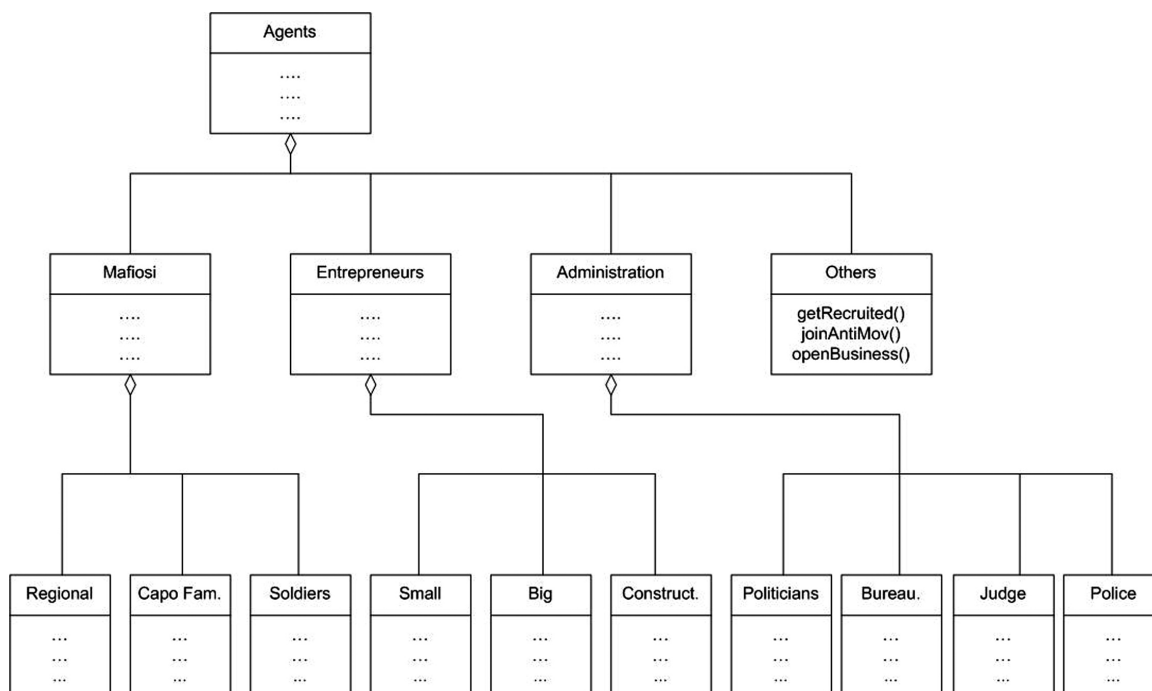 Agents
....
....
....
Mafiosi
....
....
....
Entrepreneurs
....
....
....
Administration
....
....
....
Others
getRecruited()
joinAntiMov()
openBusiness()
Regional
...
...
...
Capo Fam.
...
...
...
Soldiers
...
...
...
Small
...
...
...
Big
...
...
...
Construct.
...
...
...
Politicians
...
...
...
Bureau.
...
...
...
Judge
...
...
...
Police
...
...
...